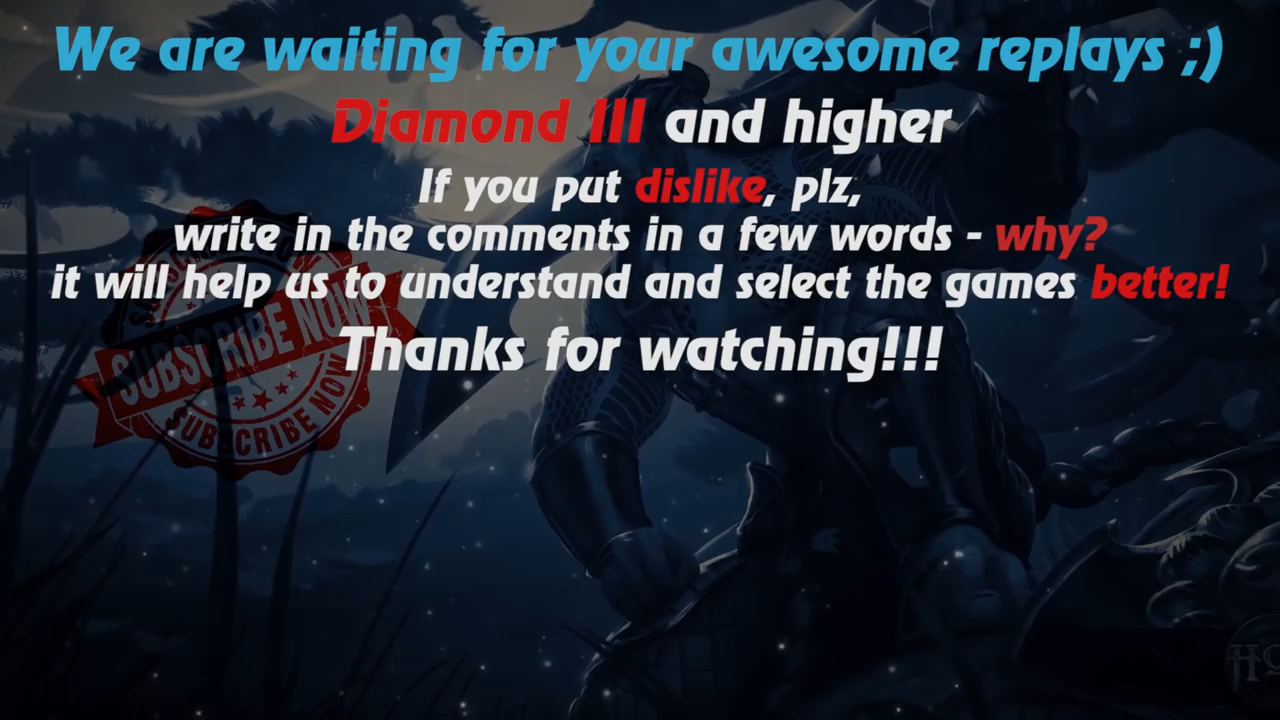 We are waiting for your awesome replays ;)
Diamond III and higher
If you put dislike, plz,
write in the comments in a few words - why?
it will help us to understand and select the games better!
Thanks for watching!!!
SUBSCRIBE NOW
SUBSCRIBE NOW